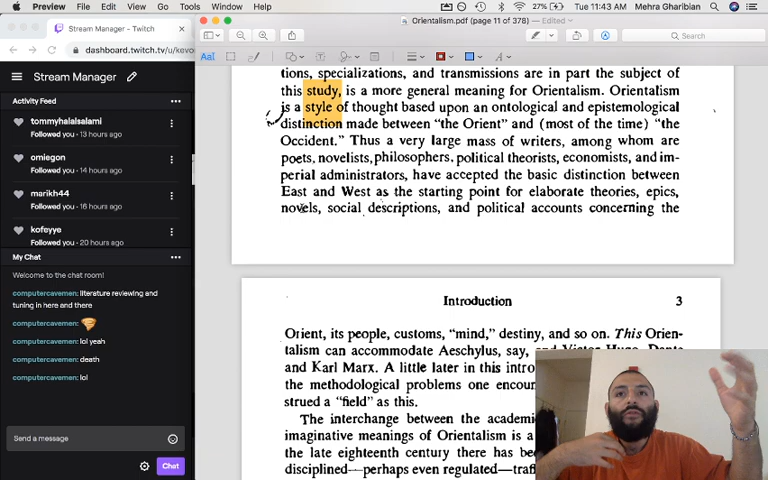 Preview File Edit View Go Tools Window Help
27% Tue 11:43 AM Mehra Gharibian
Stream Manager - Twitch
dashboard.twitch.tv/u/kevo
Orientalism.pdf (page 11 of 378) — Edited
Search
Stream Manager
Activity Feed
tommyhalalsalami
Followed you • 13 hours ago
omiegon
Followed you • 14 hours ago
marikh44
Followed you • 16 hours ago
kofeyye
Followed you • 20 hours ago
My Chat
Welcome to the chat room!
computercavemen: literature reviewing and
tuning in here and there
computercavemen:
computercavemen: lol yeah
computercavemen: death
computercavemen: lol
Send a message
Chat
tions, specializations, and transmissions are in part the subject of
this study, is a more general meaning for Orientalism. Orientalism
is a style of thought based upon an ontological and epistemological
distinction made between “the Orient” and (most of the time) “the
Occident.” Thus a very large mass of writers, among whom are
poets, novelists, philosophers, political theorists, economists, and im-
perial administrators, have accepted the basic distinction between
East and West as the starting point for elaborate theories, epics,
novels, social descriptions, and political accounts concerning the
Introduction 3
Orient, its people, customs, “mind,” destiny, and so on. This Orien-
talism can accommodate Aeschylus, say, and Victor Hugo, Dante
and Karl Marx. A little later in this intro
the methodological problems one encoun
strued a “field” as this.
The interchange between the academi
imaginative meanings of Orientalism is a
the late eighteenth century there has be
disciplined—perhaps even regulated—traf